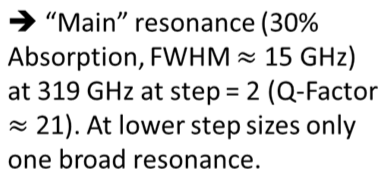 ➔ “Main” resonance (30%
Absorption, FWHM ≈ 15 GHz)
at 319 GHz at step = 2 (Q-Factor
≈ 21). At lower step sizes only
one broad resonance.